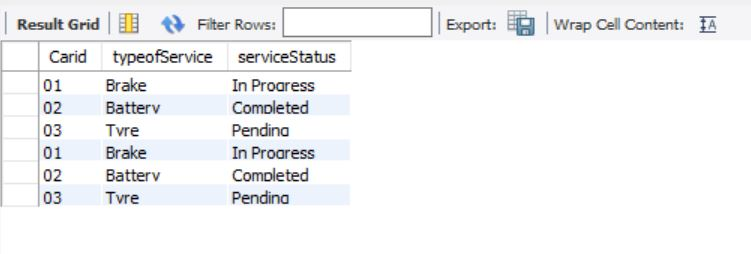 Result Grid Filter Rows: Export: Wrap Cell Content: IA
Carid typeofService serviceStatus
01 Brake In Progress
02 Battery Completed
03 Tyre Pending
01 Brake In Progress
02 Battery Completed
03 Tyre Pending